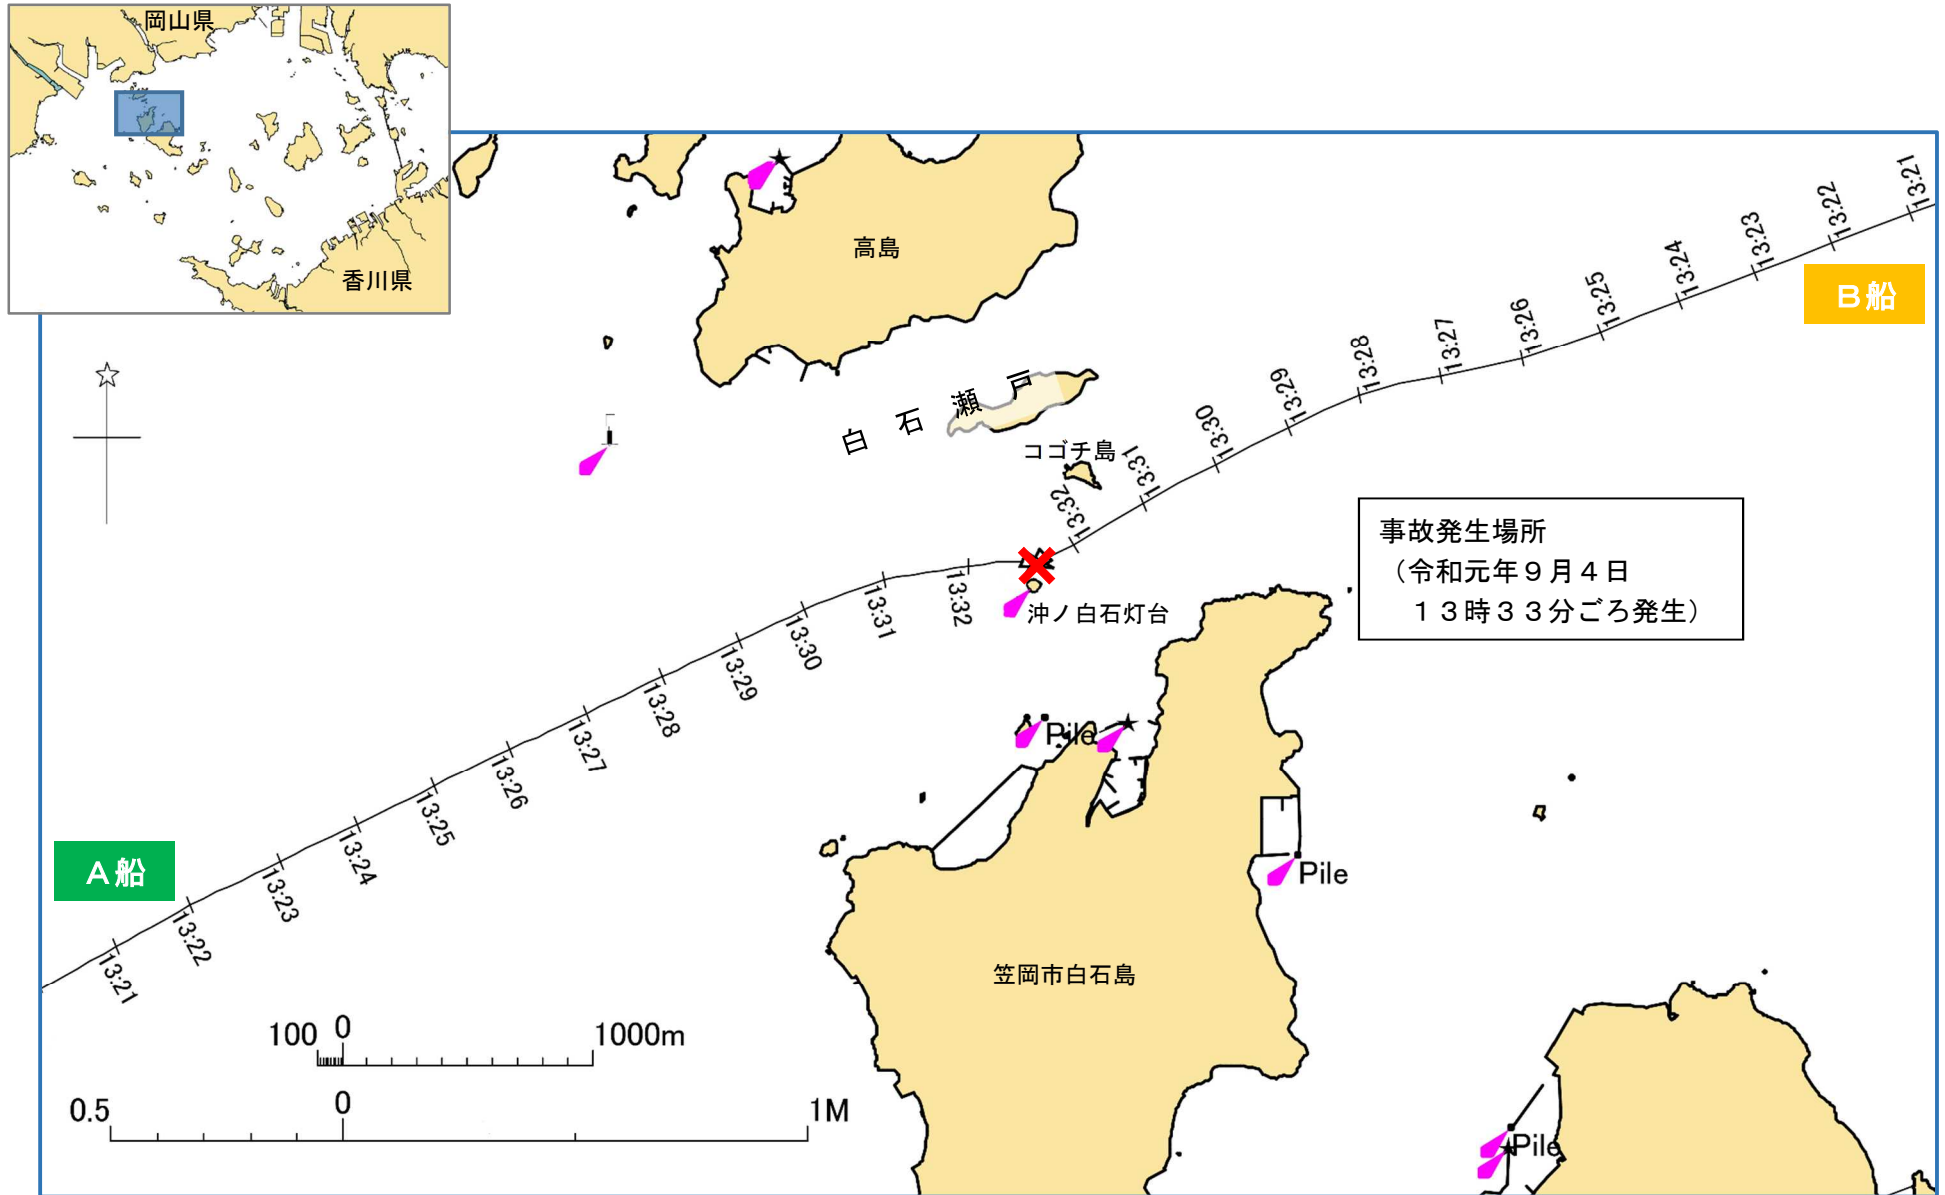 岡山県
香川県
高島
白石瀬戸
コゴチ島
B船
13:21
13:22
13:23
13:24
13:25
13:26
13:27
13:28
13:29
13:30
13:31
13:32
事故発生場所
（令和元年９月４日
１３時３３分ごろ発生）
沖ノ白石灯台
13:32
13:31
13:30
13:29
13:28
13:27
13:26
13:25
13:24
13:23
13:22
13:21
A船
Pile
Pile
笠岡市白石島
100 0 1000m
0.5 0 1M
Pile